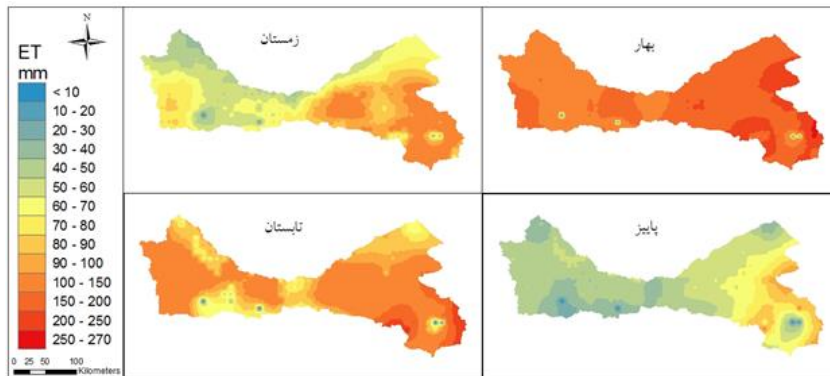 N
ET
mm
< 10
10 - 20
20 - 30
30 - 40
40 - 50
50 - 60
60 - 70
70 - 80
80 - 90
90 - 100
100 - 150
150 - 200
200 - 250
250 - 270
0 25 50 100
Kilometers
زمستان
بهار
تابستان
پاییز